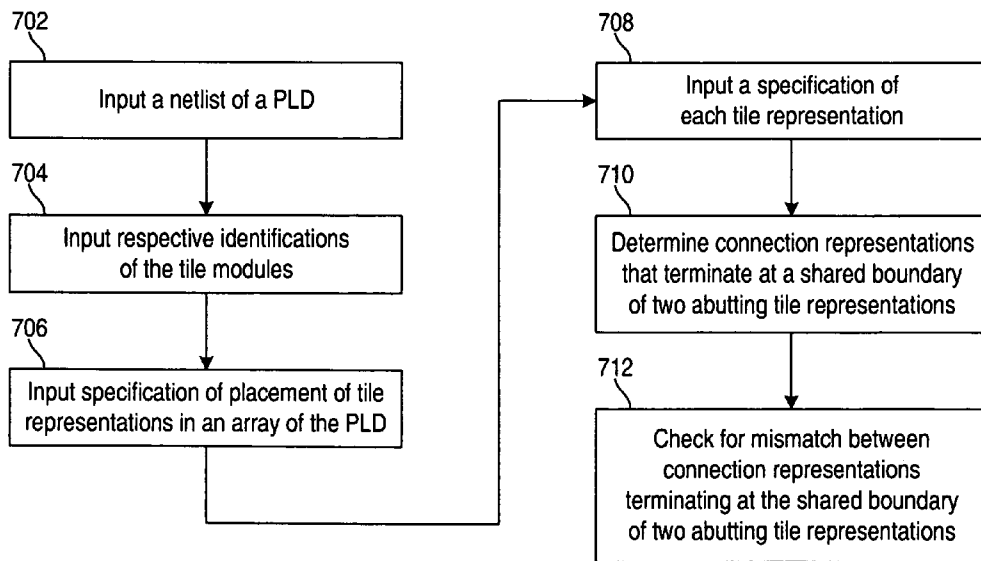 702
Input a netlist of a PLD
704
Input respective identifications
of the tile modules
706
Input specification of placement of tile
representations in an array of the PLD
708
Input a specification of
each tile representation
710
Determine connection representations
that terminate at a shared boundary
of two abutting tile representations
712
Check for mismatch between
connection representations
terminating at the shared boundary
of two abutting tile representations